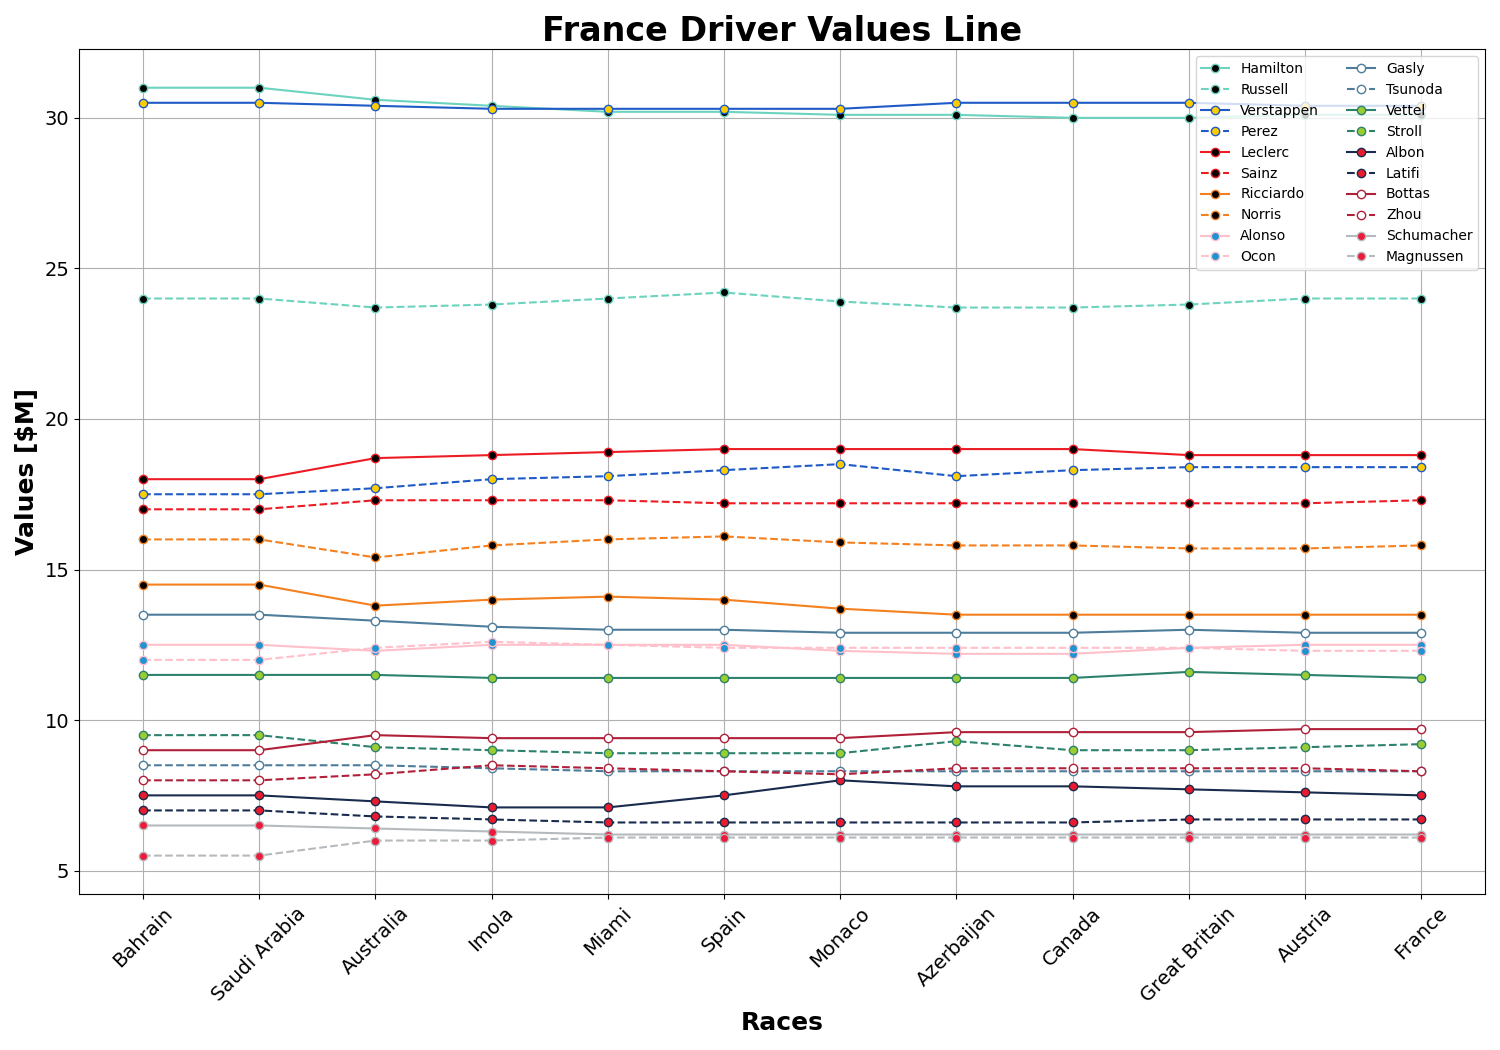 France Driver Values Line
Hamilton
Russell
Verstappen
Perez
Leclerc
Sainz
Ricciardo
Norris
Alonso
Ocon
Gasly
Tsunoda
Vettel
Stroll
Albon
Latifi
Bottas
Zhou
Schumacher
Magnussen
Values [$M]
30
25
20
15
10
5
Bahrain
Saudi Arabia
Australia
Imola
Miami
Spain
Monaco
Azerbaijan
Canada
Great Britain
Austria
France
Races